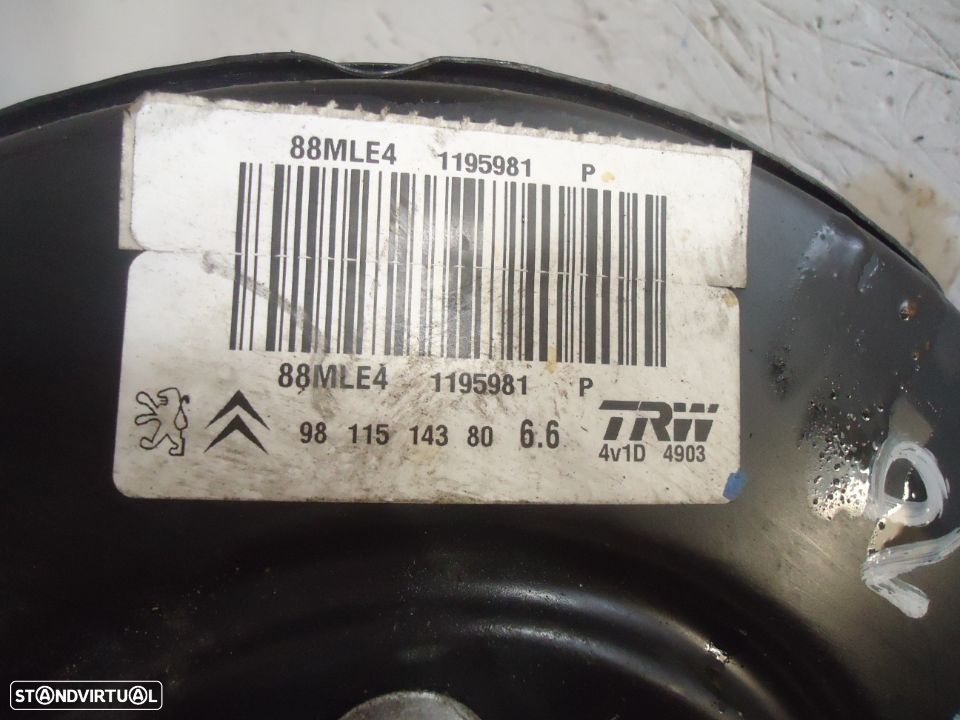 88MLE4 1195981 P
88MLE4 1195981 P
98 115 143 80 6.6
TRW
4v1D 4903
STANDVIRTUAL